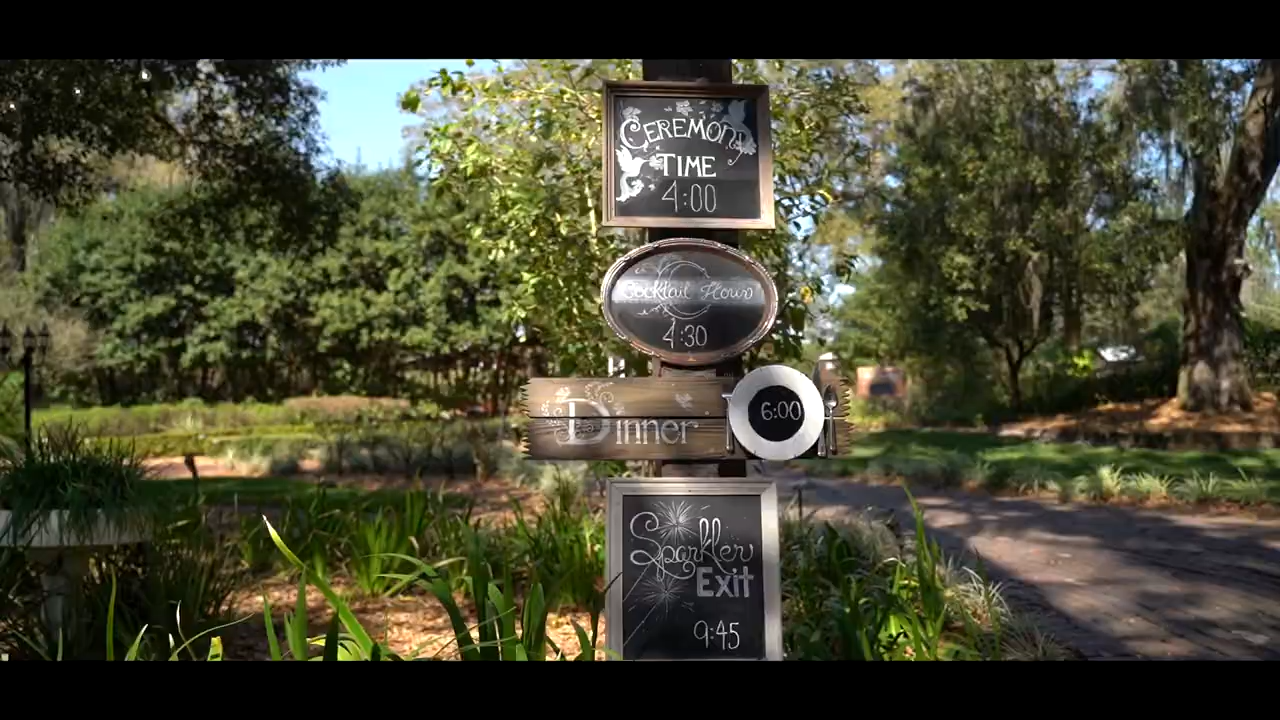 CEREMONY
TIME
4:00
Cocktail Hour
4:30
Dinner
6:00
Sparkler
Exit
9:45